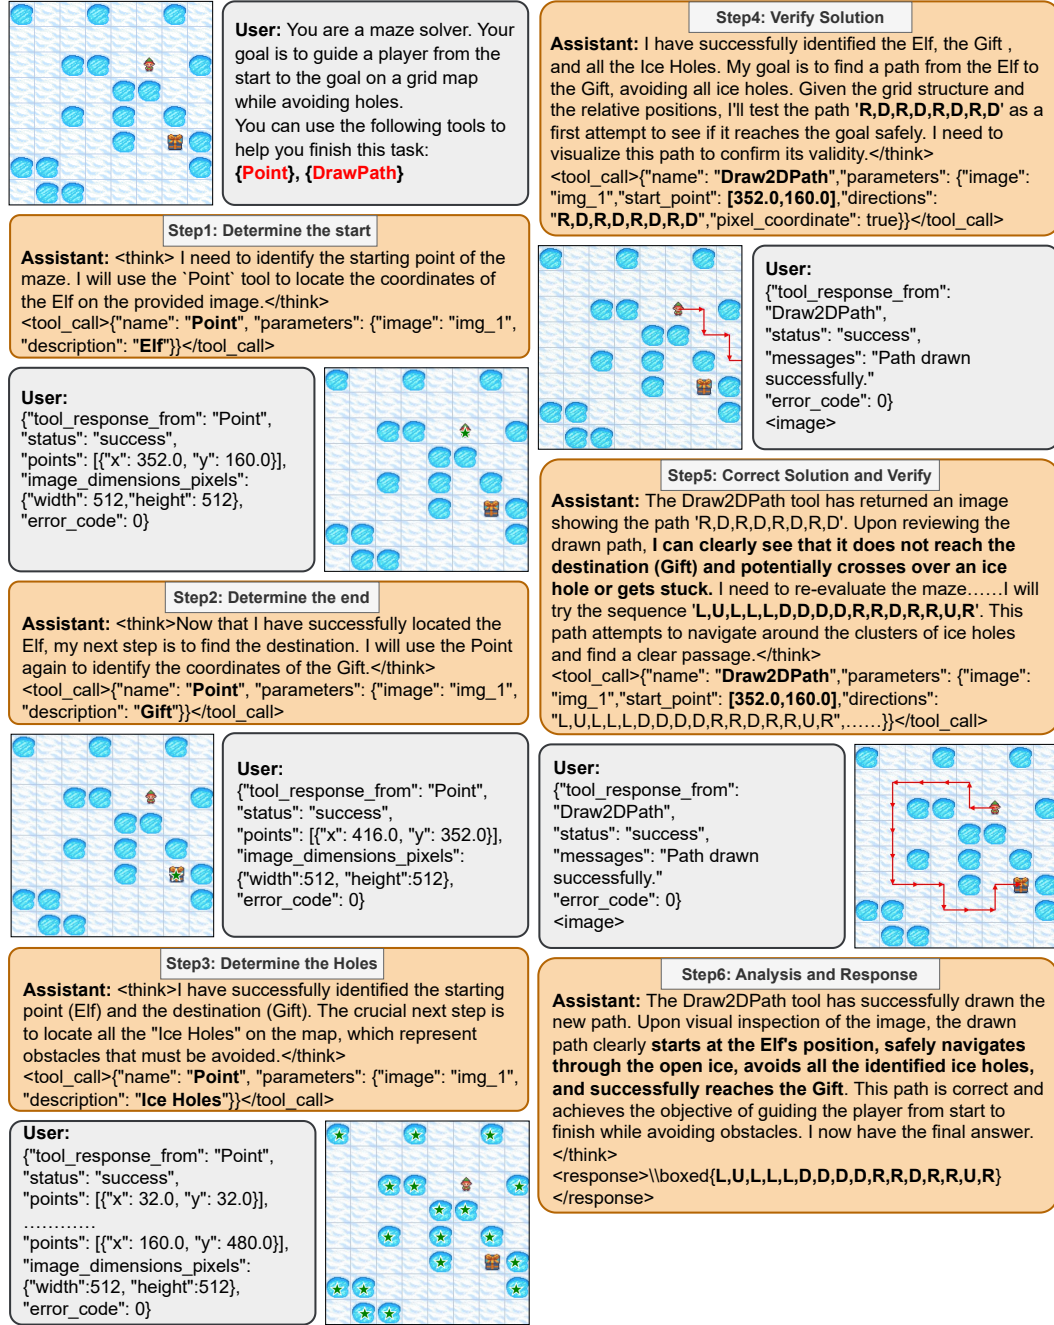 User: You are a maze solver. Your
goal is to guide a player from the
start to the goal on a grid map
while avoiding holes.
You can use the following tools to
help you finish this task:
{Point}, {DrawPath}
Step1: Determine the start
Assistant: <think> I need to identify the starting point of the
maze. I will use the `Point` tool to locate the coordinates of
the Elf on the provided image.</think>
<tool_call>{"name": "Point", "parameters": {"image": "img_1",
"description": "Elf"}}</tool_call>
User:
{"tool_response_from": "Point",
"status": "success",
"points": [{"x": 352.0, "y": 160.0}],
"image_dimensions_pixels":
{"width": 512,"height": 512},
"error_code": 0}
Step2: Determine the end
Assistant: <think>Now that I have successfully located the
Elf, my next step is to find the destination. I will use the Point
again to identify the coordinates of the Gift.</think>
<tool_call>{"name": "Point", "parameters": {"image": "img_1",
"description": "Gift"}}</tool_call>
User:
{"tool_response_from": "Point",
"status": "success",
"points": [{"x": 416.0, "y": 352.0}],
"image_dimensions_pixels":
{"width":512, "height":512},
"error_code": 0}
Step3: Determine the Holes
Assistant: <think>I have successfully identified the starting
point (Elf) and the destination (Gift). The crucial next step is
to locate all the "Ice Holes" on the map, which represent
obstacles that must be avoided.</think>
<tool_call>{"name": "Point", "parameters": {"image": "img_1",
"description": "Ice Holes"}}</tool_call>
User:
{"tool_response_from": "Point",
"status": "success",
"points": [{"x": 32.0, "y": 32.0}],
…………
"points": [{"x": 160.0, "y": 480.0}],
"image_dimensions_pixels":
{"width":512, "height":512},
"error_code": 0}
Step4: Verify Solution
Assistant: I have successfully identified the Elf, the Gift ,
and all the Ice Holes. My goal is to find a path from the Elf to
the Gift, avoiding all ice holes. Given the grid structure and
the relative positions, I'll test the path 'R,D,R,D,R,D,R,D' as a
first attempt to see if it reaches the goal safely. I need to
visualize this path to confirm its validity.</think>
<tool_call>{"name": "Draw2DPath","parameters": {"image":
"img_1","start_point": [352.0,160.0],"directions":
"R,D,R,D,R,D,R,D","pixel_coordinate": true}}</tool_call>
User:
{"tool_response_from":
"Draw2DPath",
"status": "success",
"messages": "Path drawn
successfully."
"error_code": 0}
<image>
Step5: Correct Solution and Verify
Assistant: The Draw2DPath tool has returned an image
showing the path 'R,D,R,D,R,D,R,D'. Upon reviewing the
drawn path, I can clearly see that it does not reach the
destination (Gift) and potentially crosses over an ice
hole or gets stuck. I need to re-evaluate the maze……I will
try the sequence 'L,U,L,L,L,D,D,D,D,R,R,D,R,R,U,R'. This
path attempts to navigate around the clusters of ice holes
and find a clear passage.</think>
<tool_call>{"name": "Draw2DPath","parameters": {"image":
"img_1","start_point": [352.0,160.0],"directions":
"L,U,L,L,L,D,D,D,D,R,R,D,R,R,U,R",……}}</tool_call>
User:
{"tool_response_from":
"Draw2DPath",
"status": "success",
"messages": "Path drawn
successfully."
"error_code": 0}
<image>
Step6: Analysis and Response
Assistant: The Draw2DPath tool has successfully drawn the
new path. Upon visual inspection of the image, the drawn
path clearly starts at the Elf's position, safely navigates
through the open ice, avoids all the identified ice holes,
and successfully reaches the Gift. This path is correct and
achieves the objective of guiding the player from start to
finish while avoiding obstacles. I now have the final answer.
</think>
<response>\\boxed{L,U,L,L,L,D,D,D,D,R,R,D,R,R,U,R}
</response>